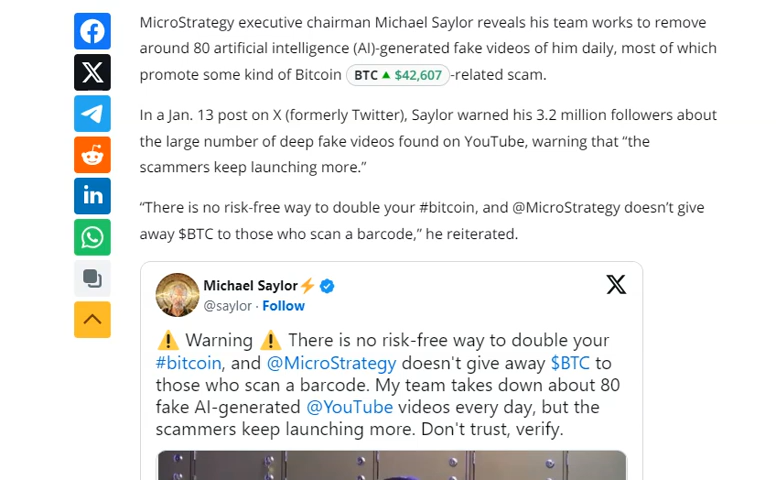 MicroStrategy executive chairman Michael Saylor reveals his team works to remove
around 80 artificial intelligence (AI)-generated fake videos of him daily, most of which
promote some kind of Bitcoin BTC ▲ $42,607 -related scam.
In a Jan. 13 post on X (formerly Twitter), Saylor warned his 3.2 million followers about
the large number of deep fake videos found on YouTube, warning that “the
scammers keep launching more.”
“There is no risk-free way to double your #bitcoin, and @MicroStrategy doesn’t give
away $BTC to those who scan a barcode,” he reiterated.
Michael Saylor⚡
@saylor · Follow
⚠️ Warning ⚠️ There is no risk-free way to double your
#bitcoin, and @MicroStrategy doesn't give away $BTC to
those who scan a barcode. My team takes down about 80
fake AI-generated @YouTube videos every day, but the
scammers keep launching more. Don't trust, verify.